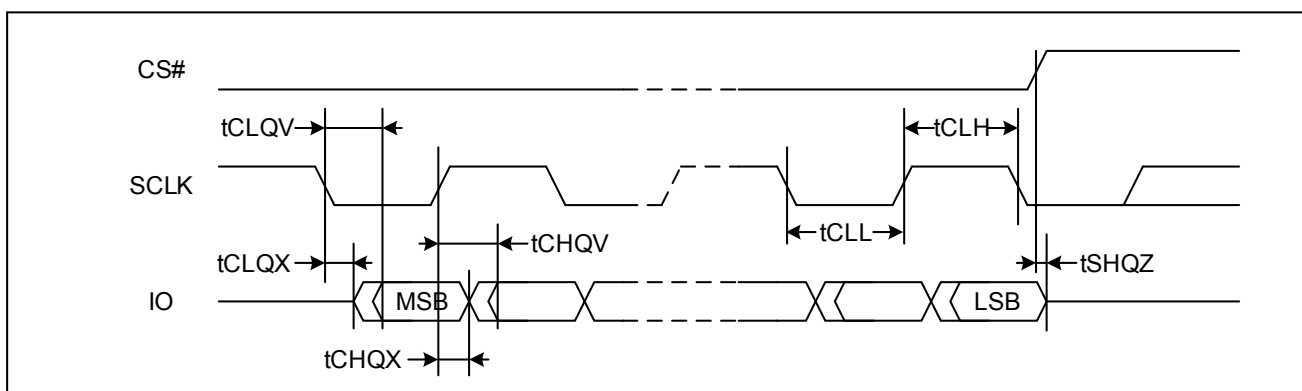 CS#
tCLQV
tCLH
SCLK
tCLL
tCHQV
tCLQX
tSHQZ
IO
MSB
LSB
tCHQX